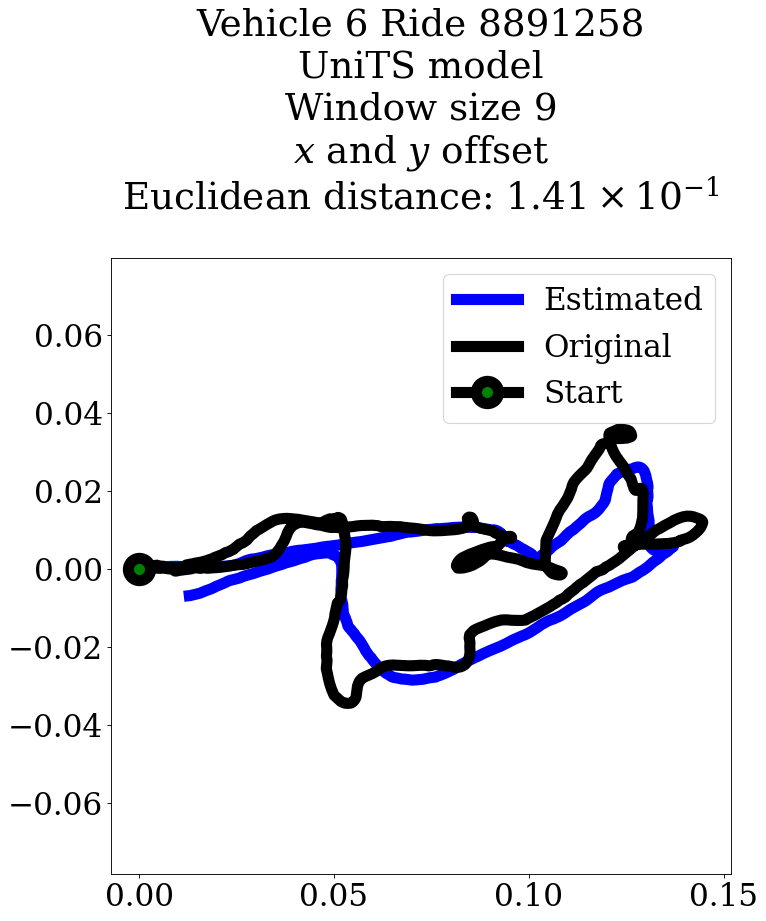 Vehicle 6 Ride 8891258
UniTS model
Window size 9
x and y offset
Euclidean distance: 1.41 × 10⁻¹
Estimated
Original
Start
0.06
0.04
0.02
0.00
−0.02
−0.04
−0.06
0.00 0.05 0.10 0.15